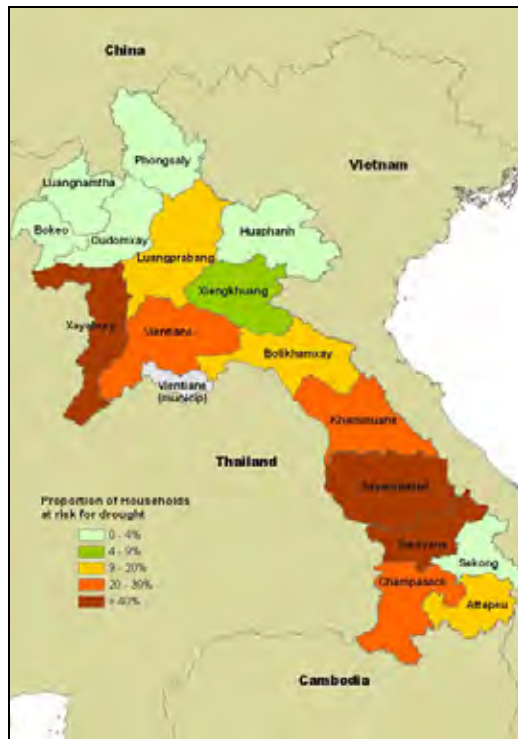 China
Phongsaly
Vietnam
Luangnamtha
Bokeo
Oudomxay
Huaphanh
Luangprabang
Xiengkhuang
Xayabury
Vientiane
Bolikhamxay
Vientiane
(municip)
Khammuane
Thailand
Savannakhet
Proportion of Households
at risk for drought
0 - 4%
4 - 9%
9 - 20%
20 - 30%
> 40%
Saravane
Sekong
Champasack
Attapeu
Cambodia